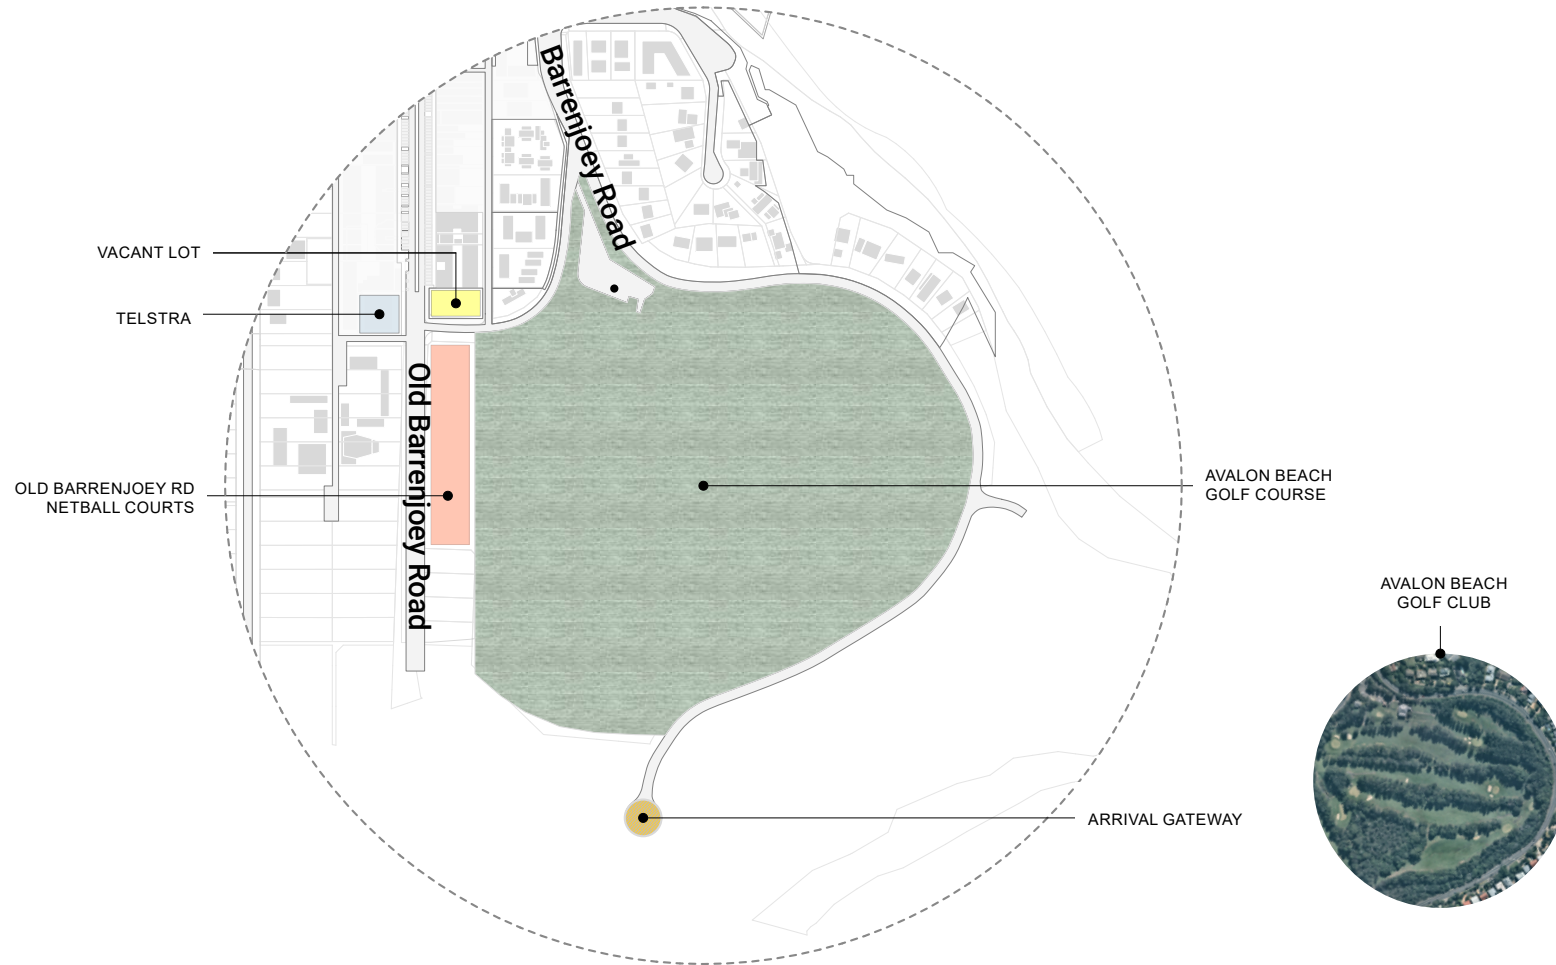 Barrenjoey Road
VACANT LOT
TELSTRA
Old Barrenjoey Road
OLD BARRENJOEY RD
NETBALL COURTS
AVALON BEACH
GOLF COURSE
AVALON BEACH
GOLF CLUB
ARRIVAL GATEWAY